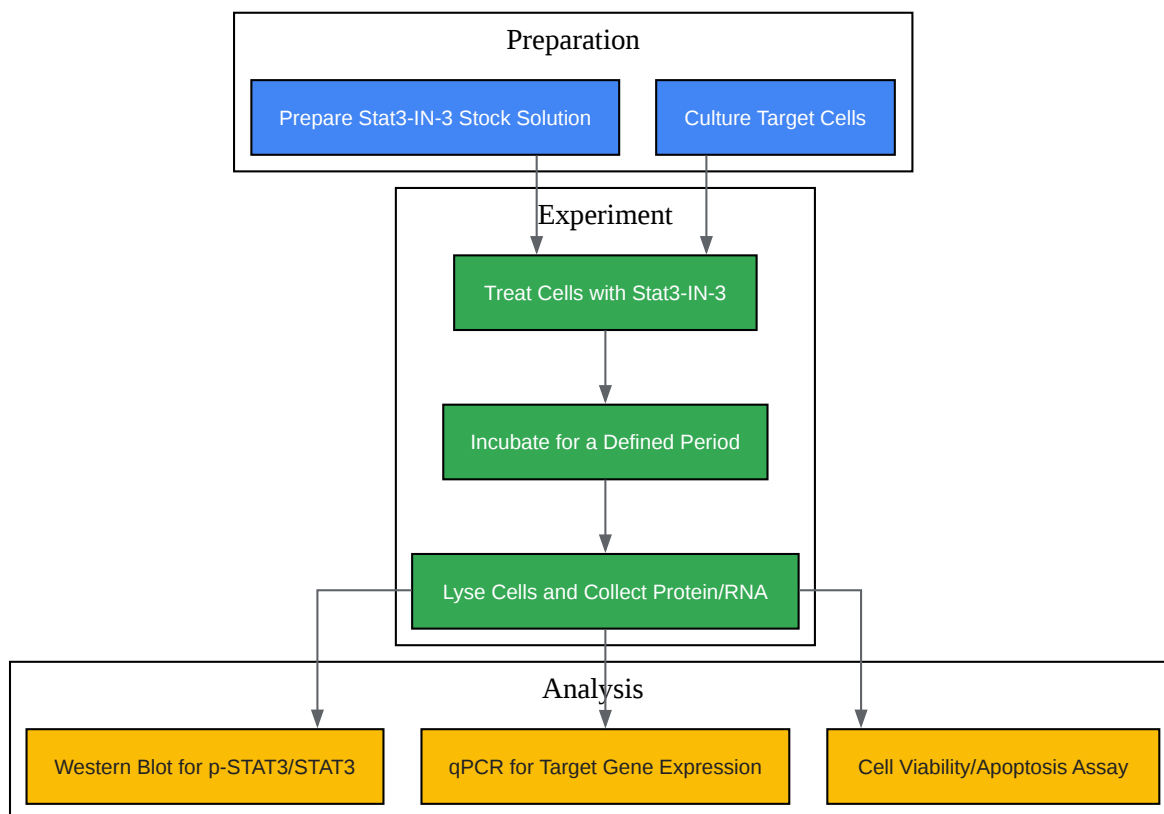 Preparation
Prepare Stat3-IN-3 Stock Solution
Culture Target Cells
Experiment
Treat Cells with Stat3-IN-3
Incubate for a Defined Period
Lyse Cells and Collect Protein/RNA
Analysis
Western Blot for p-STAT3/STAT3
qPCR for Target Gene Expression
Cell Viability/Apoptosis Assay